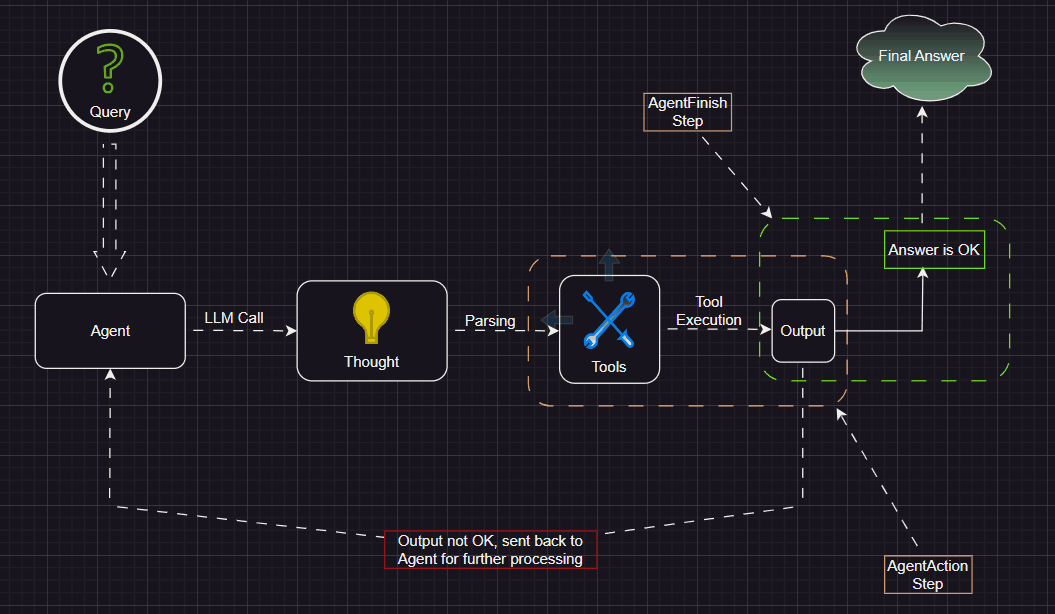 Query
Final Answer
AgentFinish
Step
Answer is OK
Agent
LLM Call
Thought
Parsing
Tools
Tool
Execution
Output
Output not OK, sent back to
Agent for further processing
AgentAction
Step